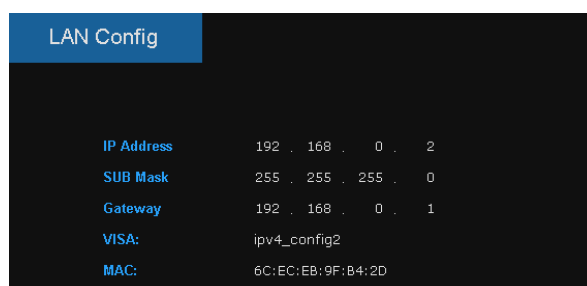 LAN Config
IP Address 192 . 168 . 0 . 2
SUB Mask 255 . 255 . 255 . 0
Gateway 192 . 168 . 0 . 1
VISA: ipv4_config2
MAC: 6C:EC:EB:9F:B4:2D